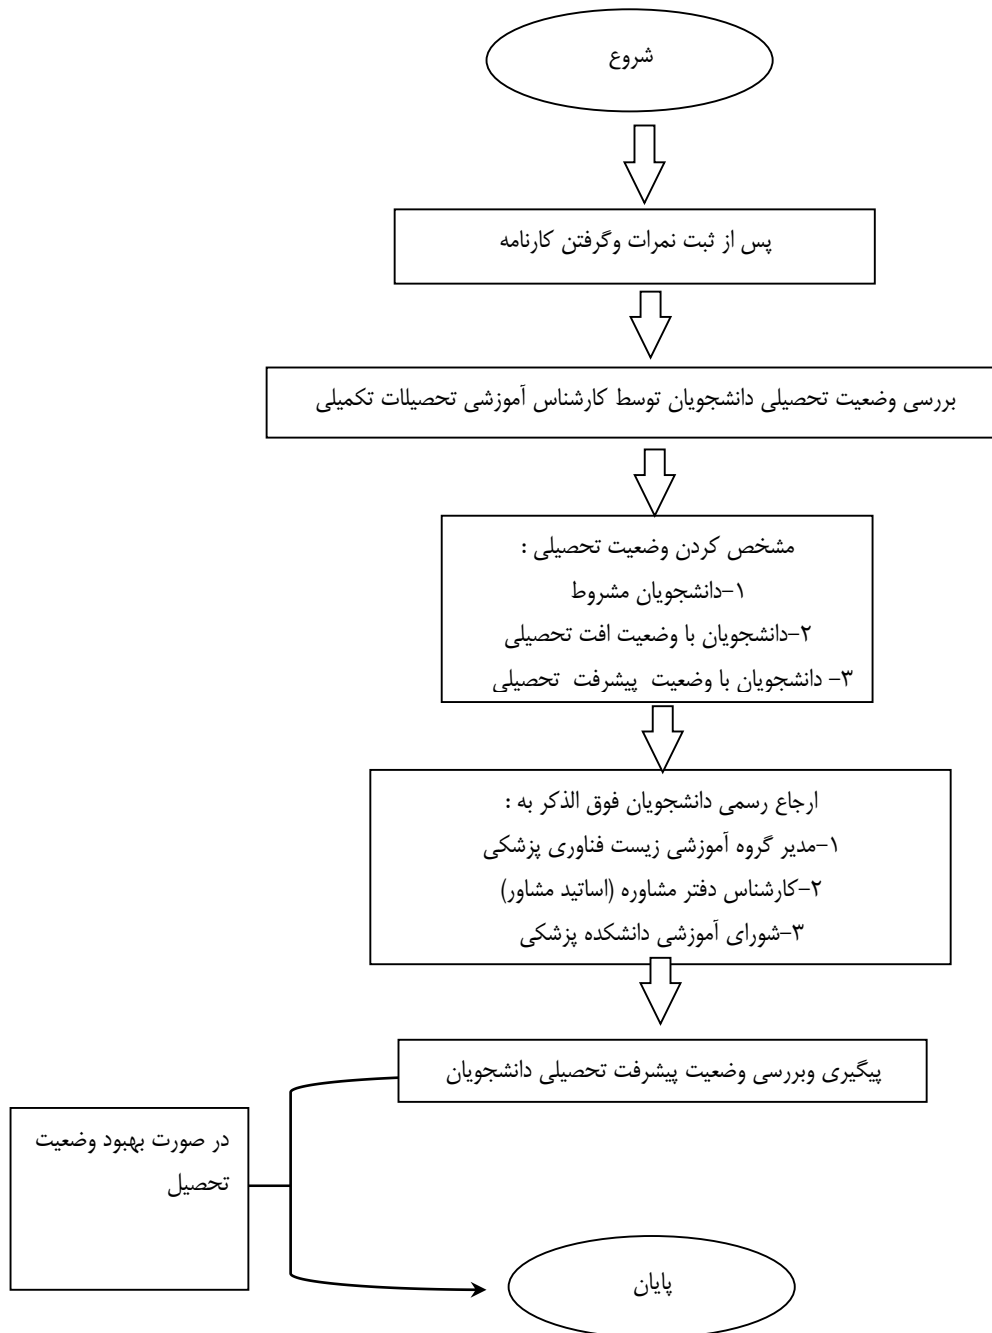 شروع
پس از ثبت نمرات وگرفتن کارنامه
بررسی وضعیت تحصیلی دانشجویان توسط کارشناس آموزشی تحصیلات تکمیلی
مشخص کردن وضعیت تحصیلی :
۱-دانشجویان مشروط
۲-دانشجویان با وضعیت افت تحصیلی
۳- دانشجویان با وضعیت پیشرفت تحصیلی
ارجاع رسمی دانشجویان فوق الذکر به :
۱-مدیر گروه آموزشی زیست فناوری پزشکی
۲-کارشناس دفتر مشاوره (اساتید مشاور)
۳-شورای آموزشی دانشکده پزشکی
پیگیری وبررسی وضعیت پیشرفت تحصیلی دانشجویان
در صورت بهبود وضعیت
تحصیل
پایان